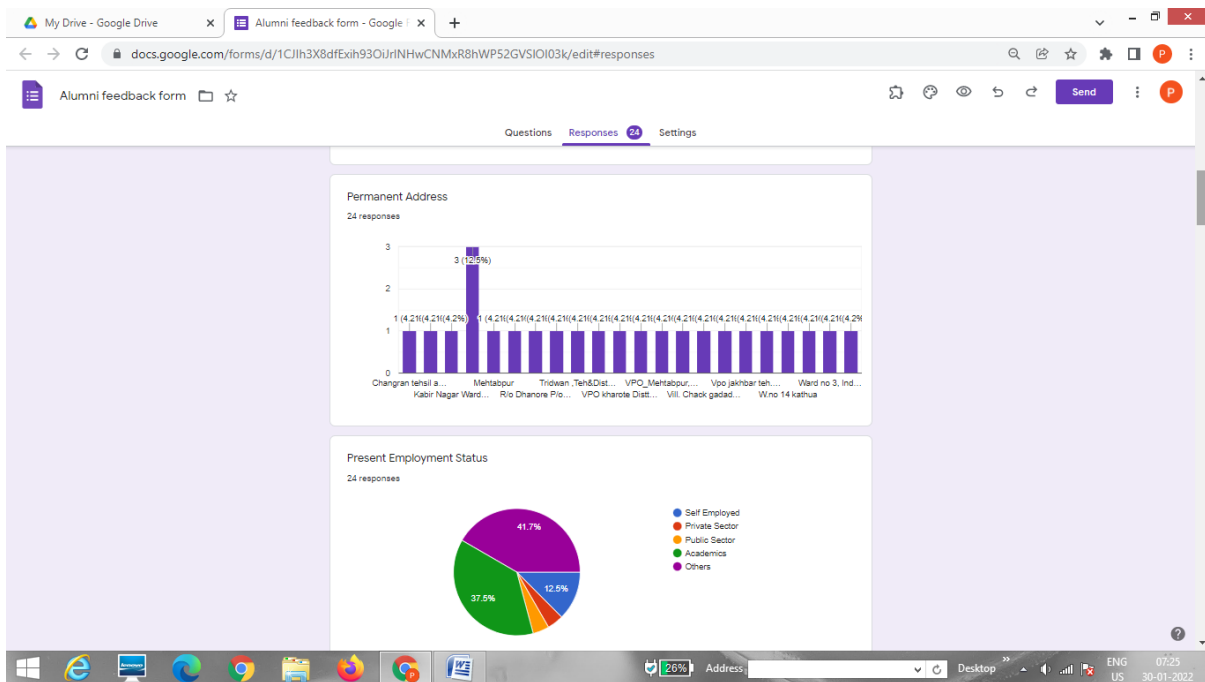 My Drive - Google Drive
Alumni feedback form - Google F
docs.google.com/forms/d/1CJIh3X8dfExih93OiJrINHwCNMxR8hWP52GVSIOI03k/edit#responses
P
Alumni feedback form
Send
P
Questions Responses 24 Settings
Permanent Address
24 responses
3
3 (12.5%)
2
1 (4.2%)
1
0
Changran tehsil a... Mehtabpur Tridwan ,Teh&Dist... VPO_Mehtabpur,... Vpo jakhbar teh.... Ward no 3, Ind...
Kabir Nagar Ward... R/o Dhanore P/o... VPO kharote Distt... Vill. Chack gadad... W.no 14 kathua
Present Employment Status
24 responses
41.7%
37.5%
12.5%
Self Employed
Private Sector
Public Sector
Academics
Others
26% Address Desktop ENG 07:25
US 30-01-2022